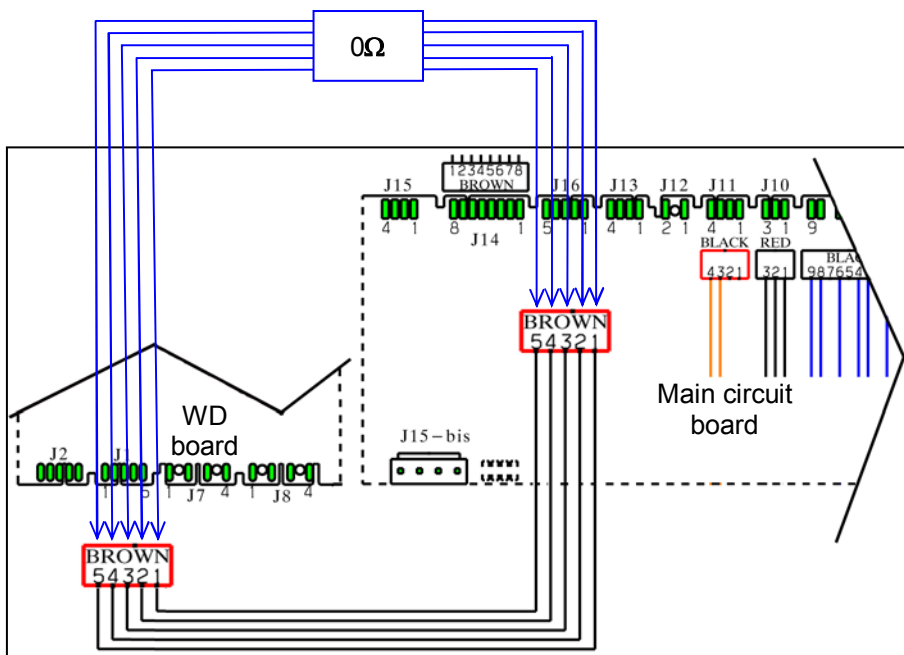 0Ω
12345678
BROWN
J15
J16
J13
J12
J11
J10
4 1
8 1
5 1
4 1
2 1
4 1
3 1
9
J14
BLACK
RED
BLAC
4321
321
987654
BROWN
54321
WD
board
Main circuit
board
J15-bis
J2
J1
1 5
1 4
1 4
J7
J8
BROWN
54321